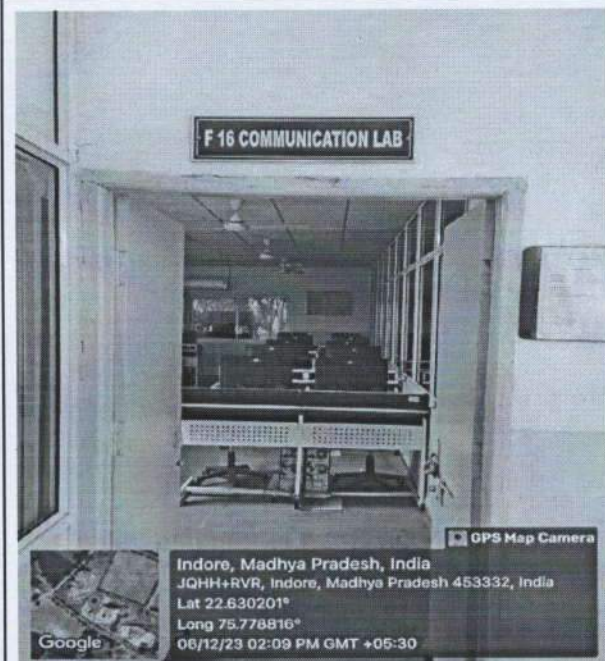 F 16 COMMUNICATION LAB
GPS Map Camera
Indore, Madhya Pradesh, India
JQHH+RVR, Indore, Madhya Pradesh 453332, India
Lat 22.630201°
Long 75.778816°
06/12/23 02:09 PM GMT +05:30
Google